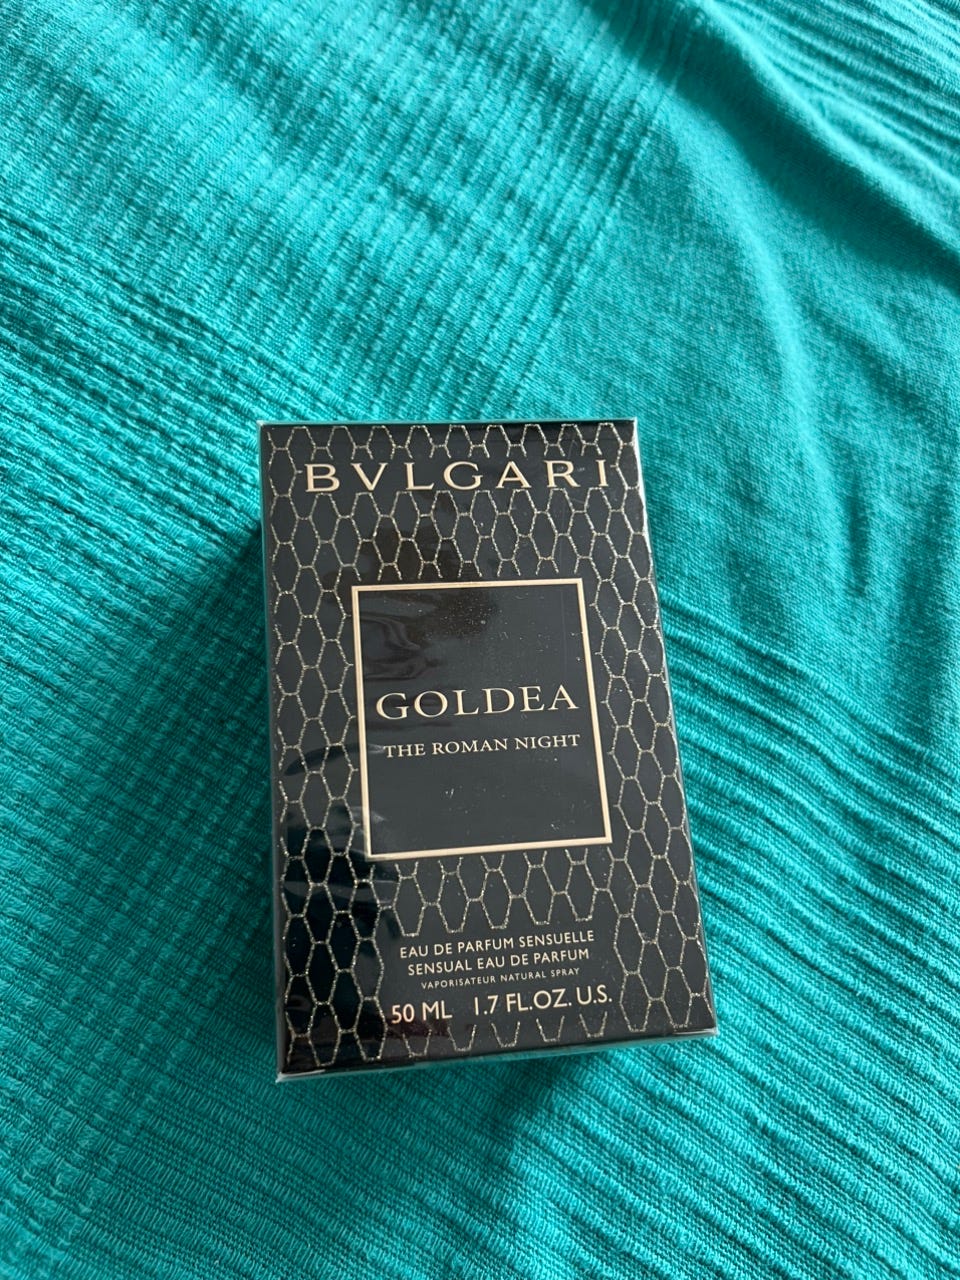 BVLGARI
GOLDEA
THE ROMAN NIGHT
EAU DE PARFUM SENSUELLE
SENSUAL EAU DE PARFUM
VAPORISATEUR NATURAL SPRAY
50 ML 1.7 FL.OZ. U.S.